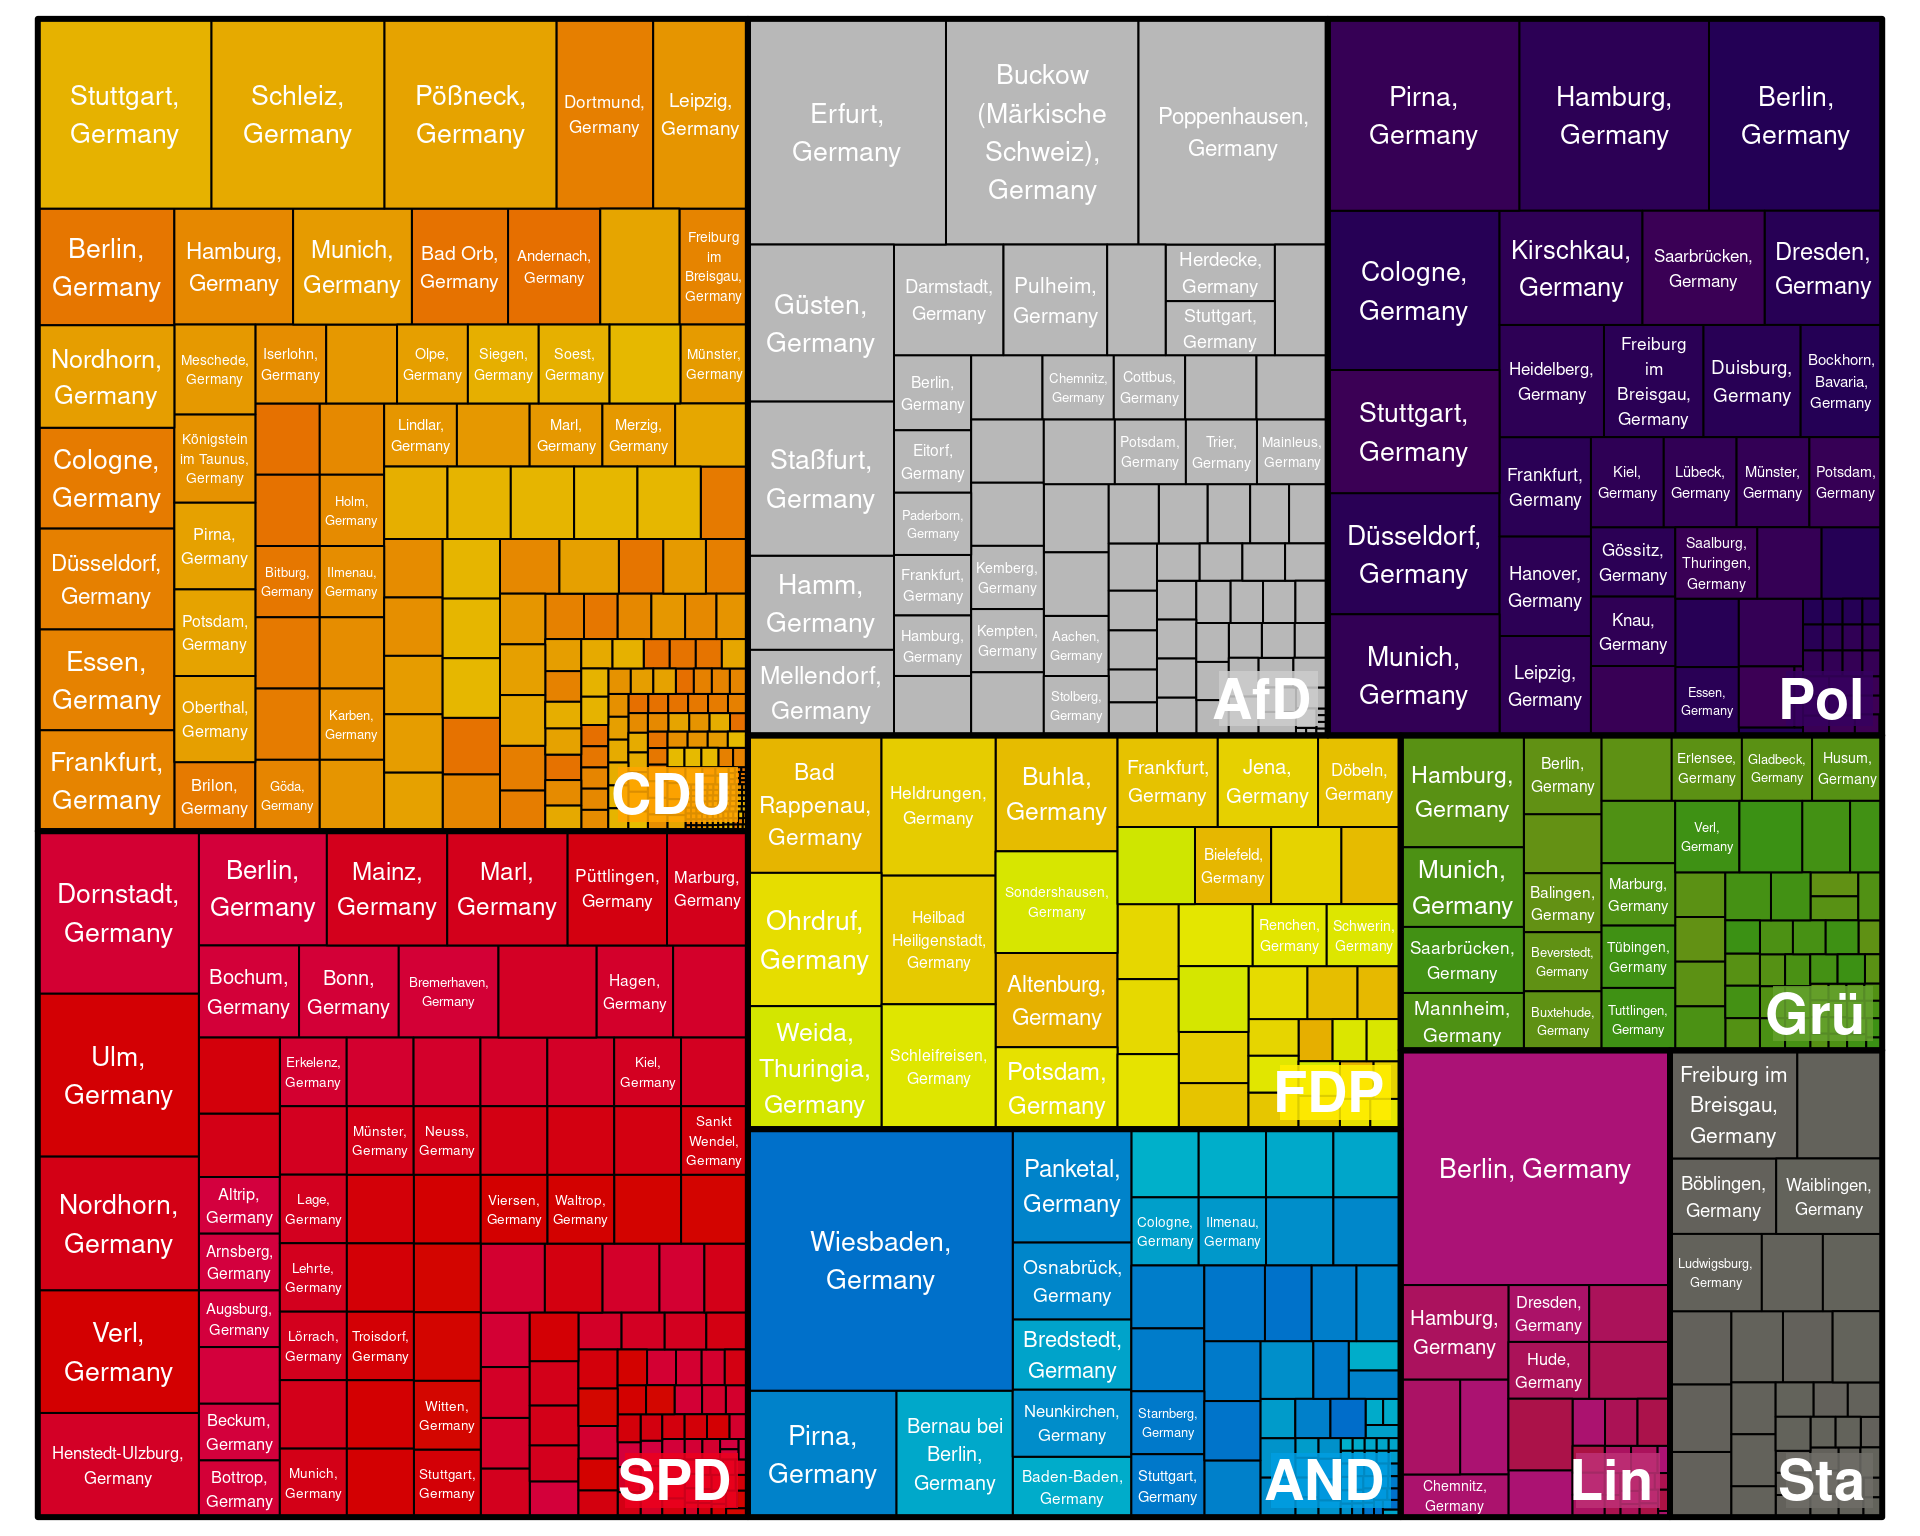 Stuttgart,
Germany
Schleiz,
Germany
Pößneck,
Germany
Dortmund,
Germany
Leipzig,
Germany
Berlin,
Germany
Hamburg,
Germany
Munich,
Germany
Bad Orb,
Germany
Andernach,
Germany
Freiburg
im
Breisgau,
Germany
Nordhorn,
Germany
Meschede,
Germany
Iserlohn,
Germany
Olpe,
Germany
Siegen,
Germany
Soest,
Germany
Münster,
Germany
Cologne,
Germany
Königstein
im Taunus,
Germany
Lindlar,
Germany
Marl,
Germany
Merzig,
Germany
Holm,
Germany
Düsseldorf,
Germany
Pirna,
Germany
Bitburg,
Germany
Ilmenau,
Germany
Potsdam,
Germany
Essen,
Germany
Oberthal,
Germany
Karben,
Germany
Frankfurt,
Germany
Brilon,
Germany
Göda,
Germany
CDU
Erfurt,
Germany
Buckow
(Märkische
Schweiz),
Germany
Poppenhausen,
Germany
Güsten,
Germany
Darmstadt,
Germany
Pulheim,
Germany
Herdecke,
Germany
Stuttgart,
Germany
Berlin,
Germany
Chemnitz,
Germany
Cottbus,
Germany
Staßfurt,
Germany
Eitorf,
Germany
Potsdam,
Germany
Trier,
Germany
Mainleus,
Germany
Paderborn,
Germany
Hamm,
Germany
Frankfurt,
Germany
Kemberg,
Germany
Hamburg,
Germany
Kempten,
Germany
Aachen,
Germany
Mellendorf,
Germany
Stolberg,
Germany
AfD
Pirna,
Germany
Hamburg,
Germany
Berlin,
Germany
Cologne,
Germany
Kirschkau,
Germany
Saarbrücken,
Germany
Dresden,
Germany
Stuttgart,
Germany
Heidelberg,
Germany
Freiburg
im
Breisgau,
Germany
Duisburg,
Germany
Bockhorn,
Bavaria,
Germany
Düsseldorf,
Germany
Frankfurt,
Germany
Kiel,
Germany
Lübeck,
Germany
Münster,
Germany
Potsdam,
Germany
Hanover,
Germany
Gössitz,
Germany
Saalburg,
Thuringen,
Germany
Knau,
Germany
Munich,
Germany
Leipzig,
Germany
Essen,
Germany
Pol
Dornstadt,
Germany
Berlin,
Germany
Mainz,
Germany
Marl,
Germany
Püttlingen,
Germany
Marburg,
Germany
Bochum,
Germany
Bonn,
Germany
Bremerhaven,
Germany
Hagen,
Germany
Ulm,
Germany
Erkelenz,
Germany
Kiel,
Germany
Münster,
Germany
Neuss,
Germany
Sankt
Wendel,
Germany
Nordhorn,
Germany
Altrip,
Germany
Lage,
Germany
Viersen,
Germany
Waltrop,
Germany
Arnsberg,
Germany
Lehrte,
Germany
Verl,
Germany
Augsburg,
Germany
Lörrach,
Germany
Troisdorf,
Germany
Henstedt-Ulzburg,
Germany
Beckum,
Germany
Witten,
Germany
Bottrop,
Germany
Munich,
Germany
Stuttgart,
Germany
SPD
Bad
Rappenau,
Germany
Heldrungen,
Germany
Buhla,
Germany
Frankfurt,
Germany
Jena,
Germany
Döbeln,
Germany
Ohrdruf,
Germany
Heilbad
Heiligenstadt,
Germany
Sondershausen,
Germany
Bielefeld,
Germany
Renchen,
Germany
Schwerin,
Germany
Weida,
Thuringia,
Germany
Schleifreisen,
Germany
Altenburg,
Germany
Potsdam,
Germany
FDP
Hamburg,
Germany
Berlin,
Germany
Erlensee,
Germany
Gladbeck,
Germany
Husum,
Germany
Munich,
Germany
Balingen,
Germany
Marburg,
Germany
Verl,
Germany
Saarbrücken,
Germany
Beverstedt,
Germany
Tübingen,
Germany
Mannheim,
Germany
Buxtehude,
Germany
Tuttlingen,
Germany
Grü
Wiesbaden,
Germany
Panketal,
Germany
Cologne,
Germany
Ilmenau,
Germany
Osnabrück,
Germany
Bredstedt,
Germany
Pirna,
Germany
Bernau bei
Berlin,
Germany
Neunkirchen,
Germany
Starnberg,
Germany
Baden-Baden,
Germany
Stuttgart,
Germany
AND
Berlin, Germany
Hamburg,
Germany
Dresden,
Germany
Hude,
Germany
Chemnitz,
Germany
Lin
Freiburg im
Breisgau,
Germany
Böblingen,
Germany
Waiblingen,
Germany
Ludwigsburg,
Germany
Sta